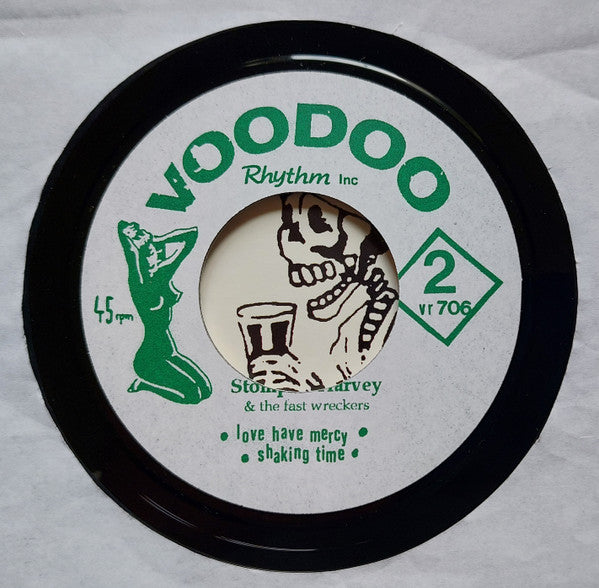 VOODOO
Rhythm Inc
45 rpm
2
vr 706
& the fast wreckers
• love have mercy •
• shaking time •